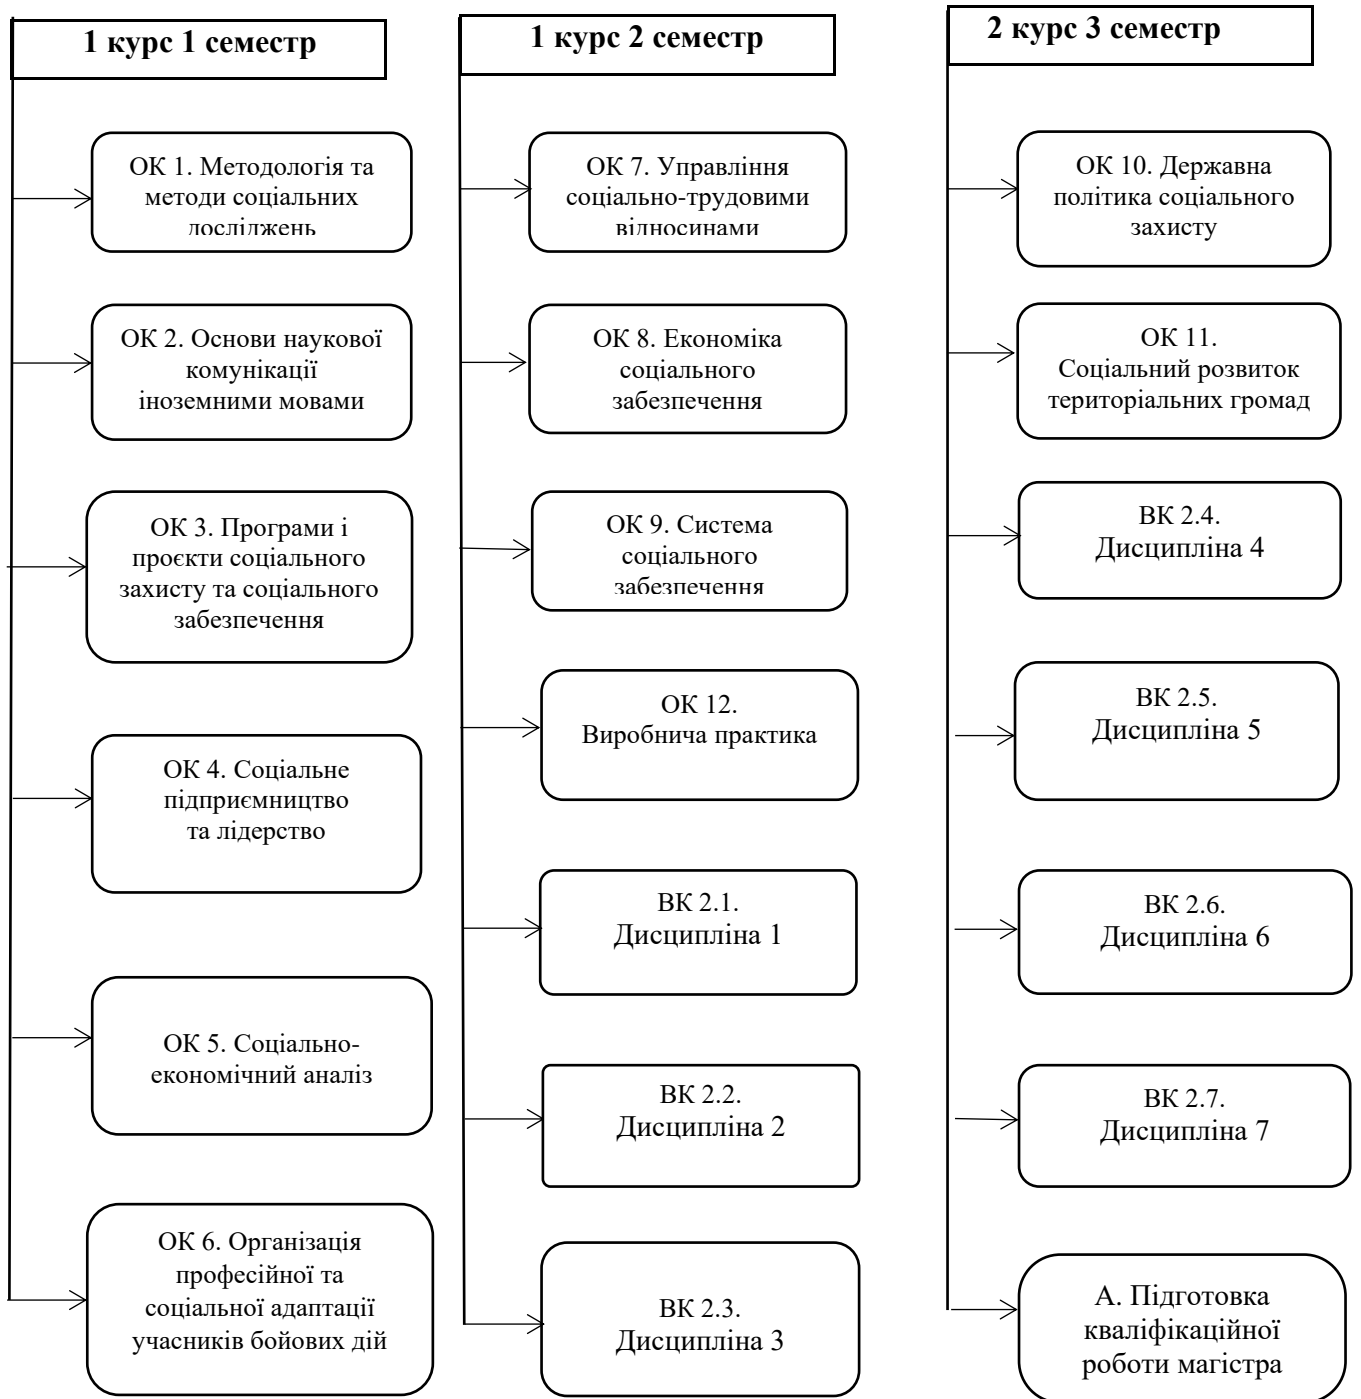 1 курс 1 семестр
ОК 1. Методологія та
методи соціальних
досліджень
ОК 2. Основи наукової
комунікації
іноземними мовами
ОК 3. Програми і
проєкти соціального
захисту та соціального
забезпечення
ОК 4. Соціальне
підприємництво
та лідерство
ОК 5. Соціально-
економічний аналіз
ОК 6. Організація
професійної та
соціальної адаптації
учасників бойових дій
1 курс 2 семестр
ОК 7. Управління
соціально-трудовими
відносинами
ОК 8. Економіка
соціального
забезпечення
ОК 9. Система
соціального
забезпечення
ОК 12.
Виробнича практика
ВК 2.1.
Дисципліна 1
ВК 2.2.
Дисципліна 2
ВК 2.3.
Дисципліна 3
2 курс 3 семестр
ОК 10. Державна
політика соціального
захисту
ОК 11.
Соціальний розвиток
територіальних громад
ВК 2.4.
Дисципліна 4
ВК 2.5.
Дисципліна 5
ВК 2.6.
Дисципліна 6
ВК 2.7.
Дисципліна 7
А. Підготовка
кваліфікаційної
роботи магістра